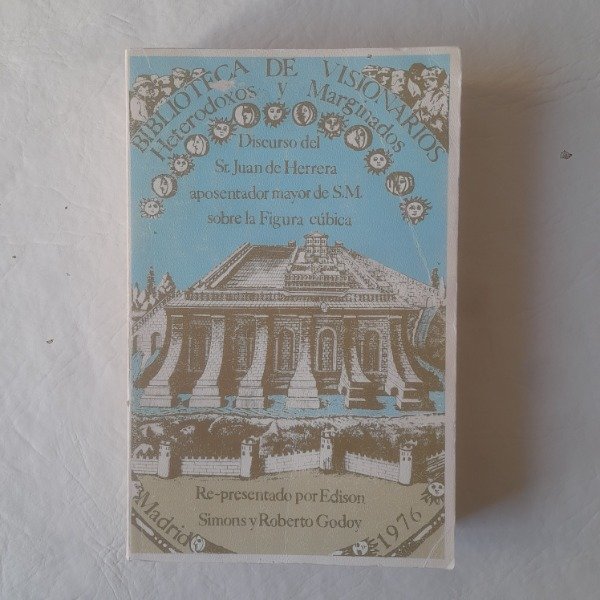 BIBLIOTECA DE VISIONARIOS
Heterodoxos y Marginados
Discurso del
Sr. Juan de Herrera
aposentador mayor de S.M.
sobre la Figura cúbica
Re-presentado por Edison
Simons y Roberto Godoy
Madrid 1976